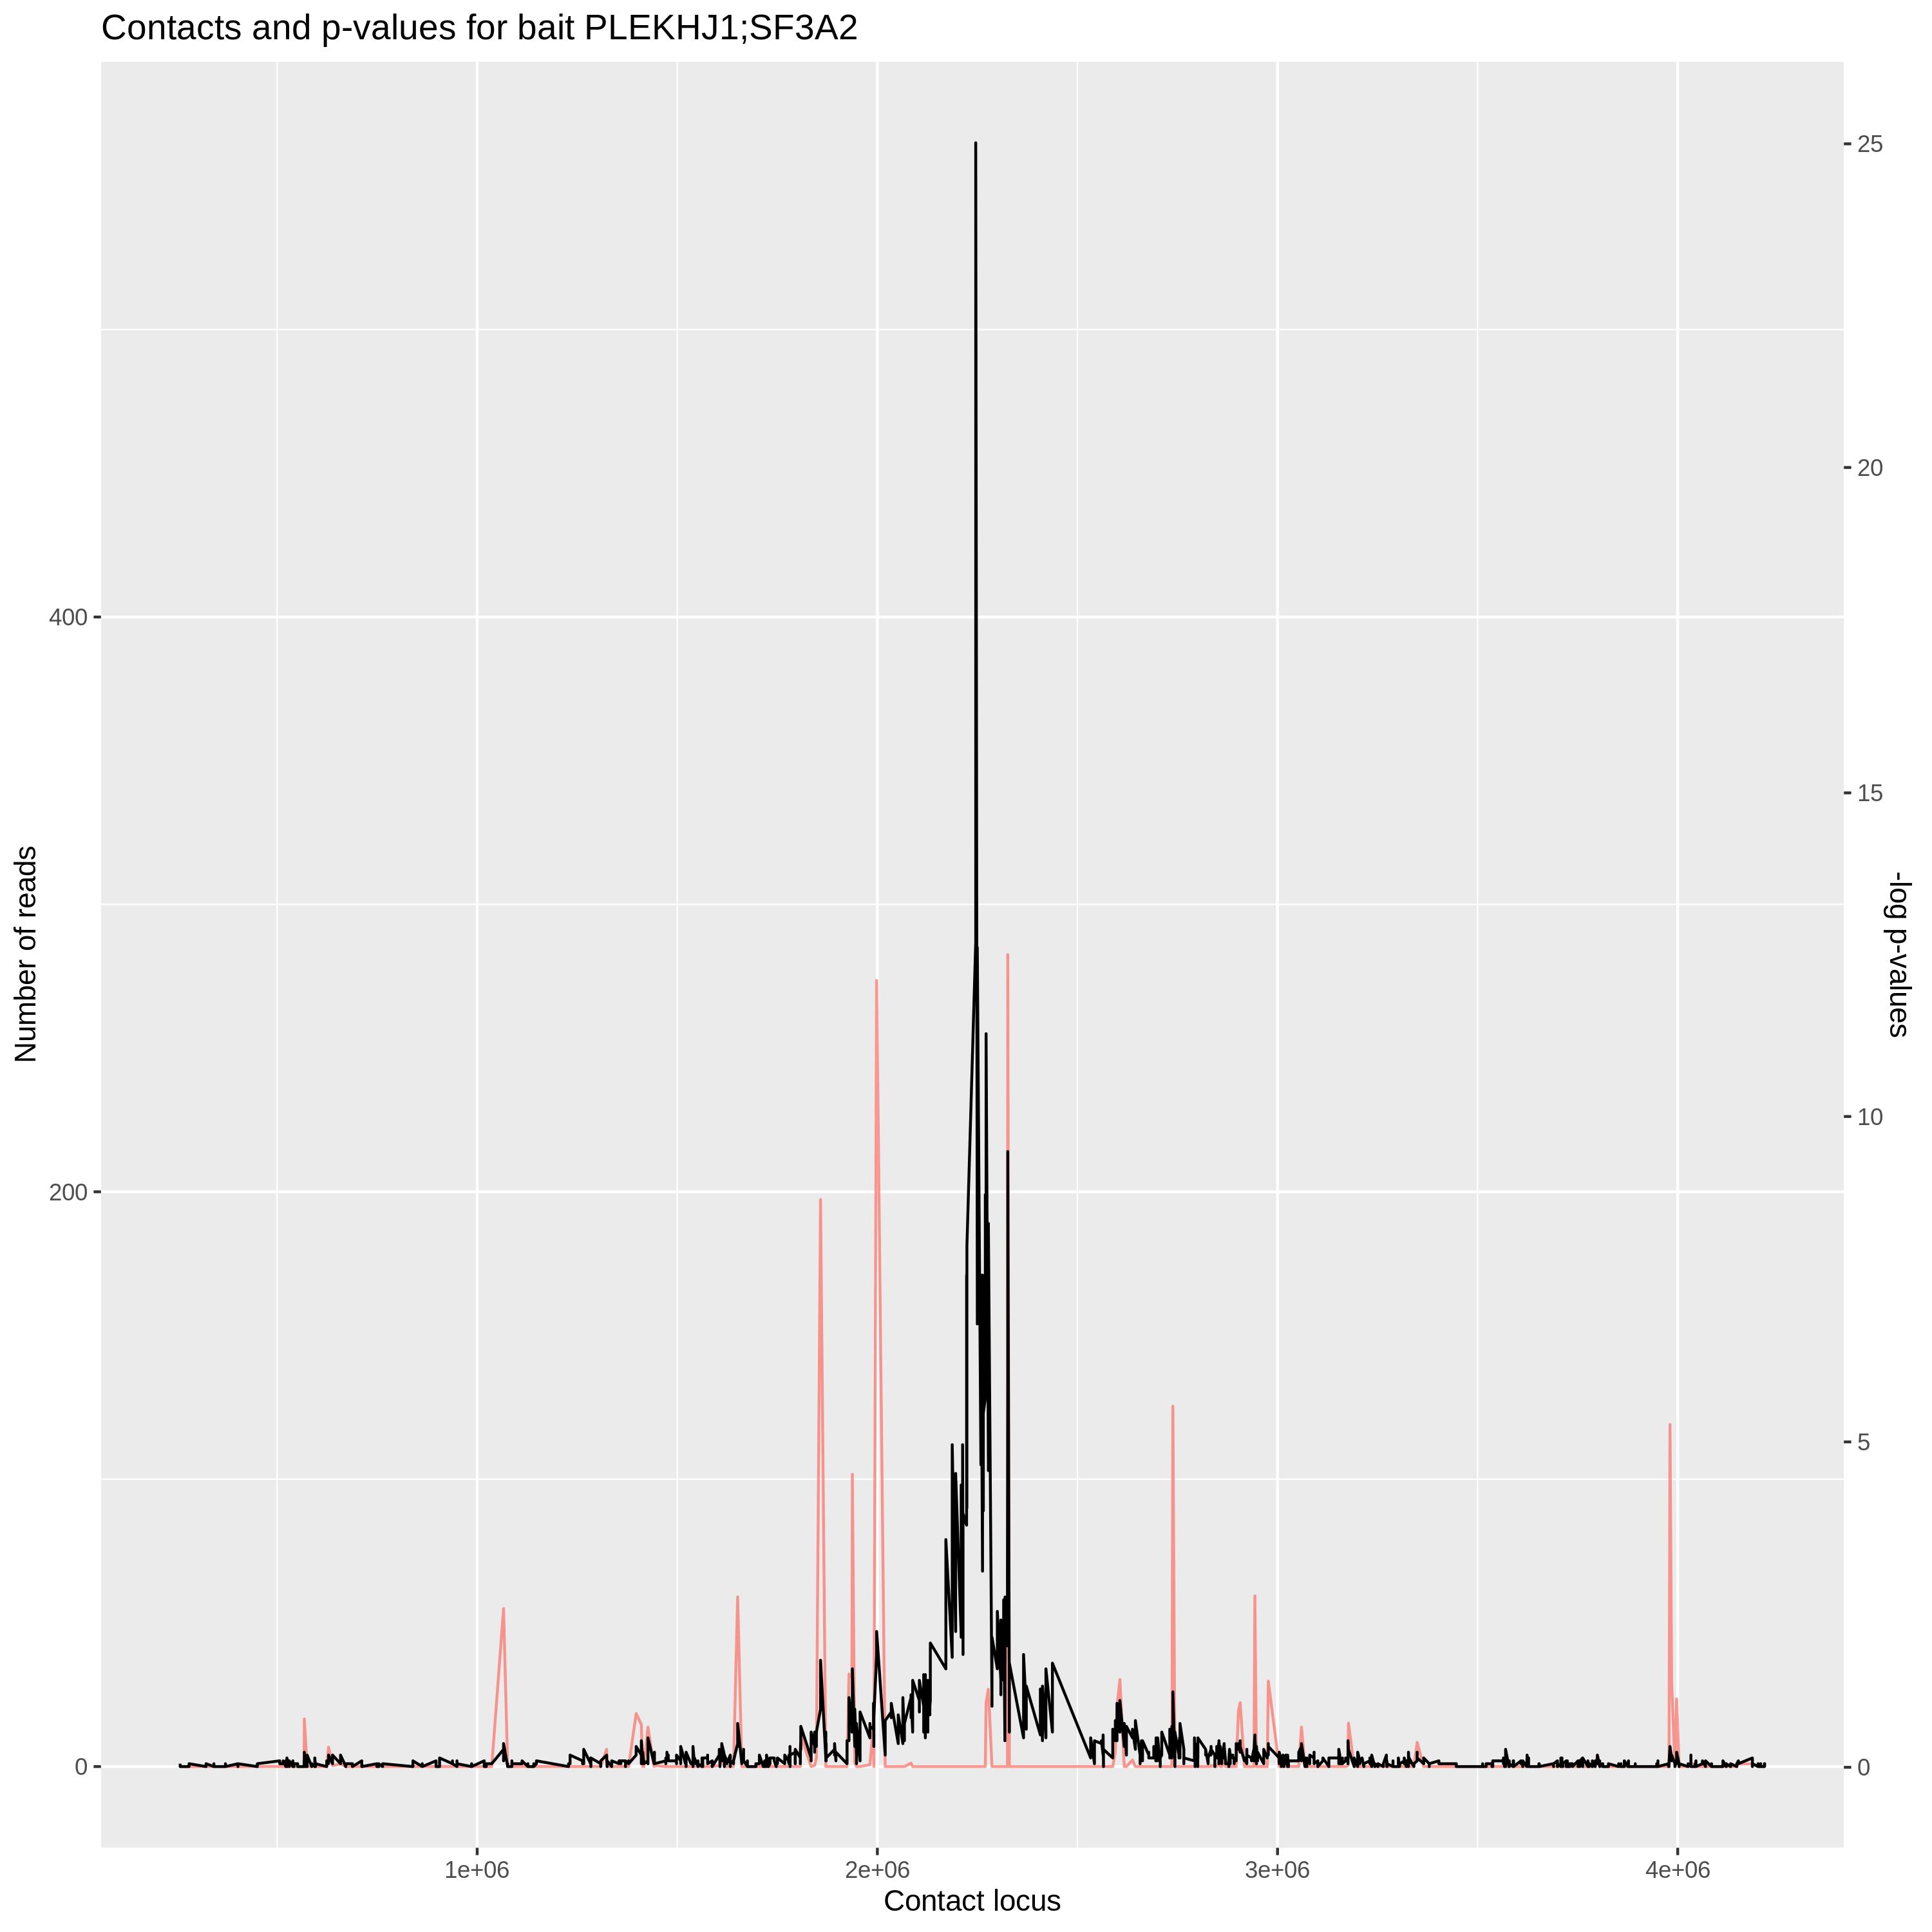 Contacts and p-values for bait PLEKHJ1;SF3A2
Number of reads
400
200
0
25
20
15
10
5
0
-log p-values
1e+06
2e+06
3e+06
4e+06
Contact locus